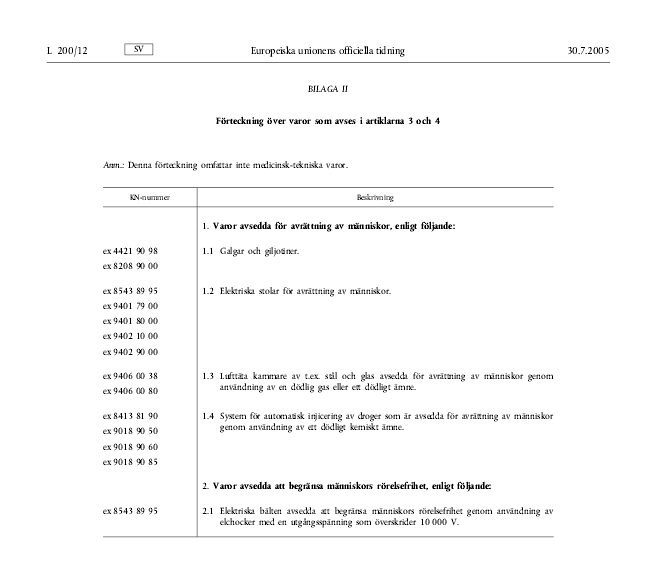 L 200/12 SV Europeiska unionens officiella tidning 30.7.2005
BILAGA II
Förteckning över varor som avses i artiklarna 3 och 4
Anm.: Denna förteckning omfattar inte medicinsk-tekniska varor.
KN-nummer Beskrivning
1. Varor avsedda för avrättning av människor, enligt följande:
ex 4421 90 98 1.1 Galgar och giljotiner.
ex 8208 90 00
ex 8543 89 95 1.2 Elektriska stolar för avrättning av människor.
ex 9401 79 00
ex 9401 80 00
ex 9402 10 00
ex 9402 90 00
ex 9406 00 38 1.3 Lufttäta kammare av t.ex. stål och glas avsedda för avrättning av människor genom
ex 9406 00 80 användning av en dödlig gas eller ett dödligt ämne.
ex 8413 81 90 1.4 System för automatisk injicering av droger som är avsedda för avrättning av människor
ex 9018 90 50 genom användning av ett dödligt kemiskt ämne.
ex 9018 90 60
ex 9018 90 85
2. Varor avsedda att begränsa människors rörelsefrihet, enligt följande:
ex 8543 89 95 2.1 Elektriska bälten avsedda att begränsa människors rörelsefrihet genom användning av
elchocker med en utgångsspänning som överskrider 10 000 V.